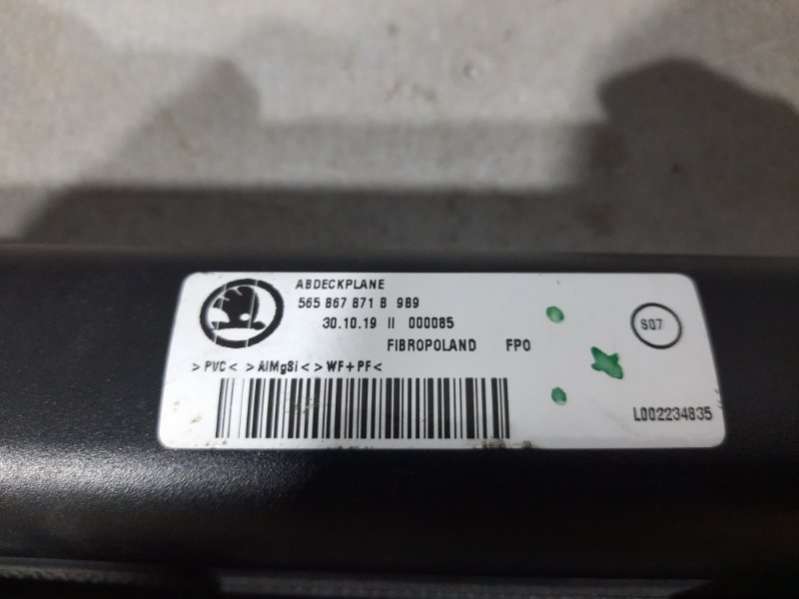 ABDECKPLANE
565 867 871 B 9B9
30.10.19 II 000085
FIBROPOLAND FPO
>PVC< >AlMgSi<>WF+PF<
S07
L002234835